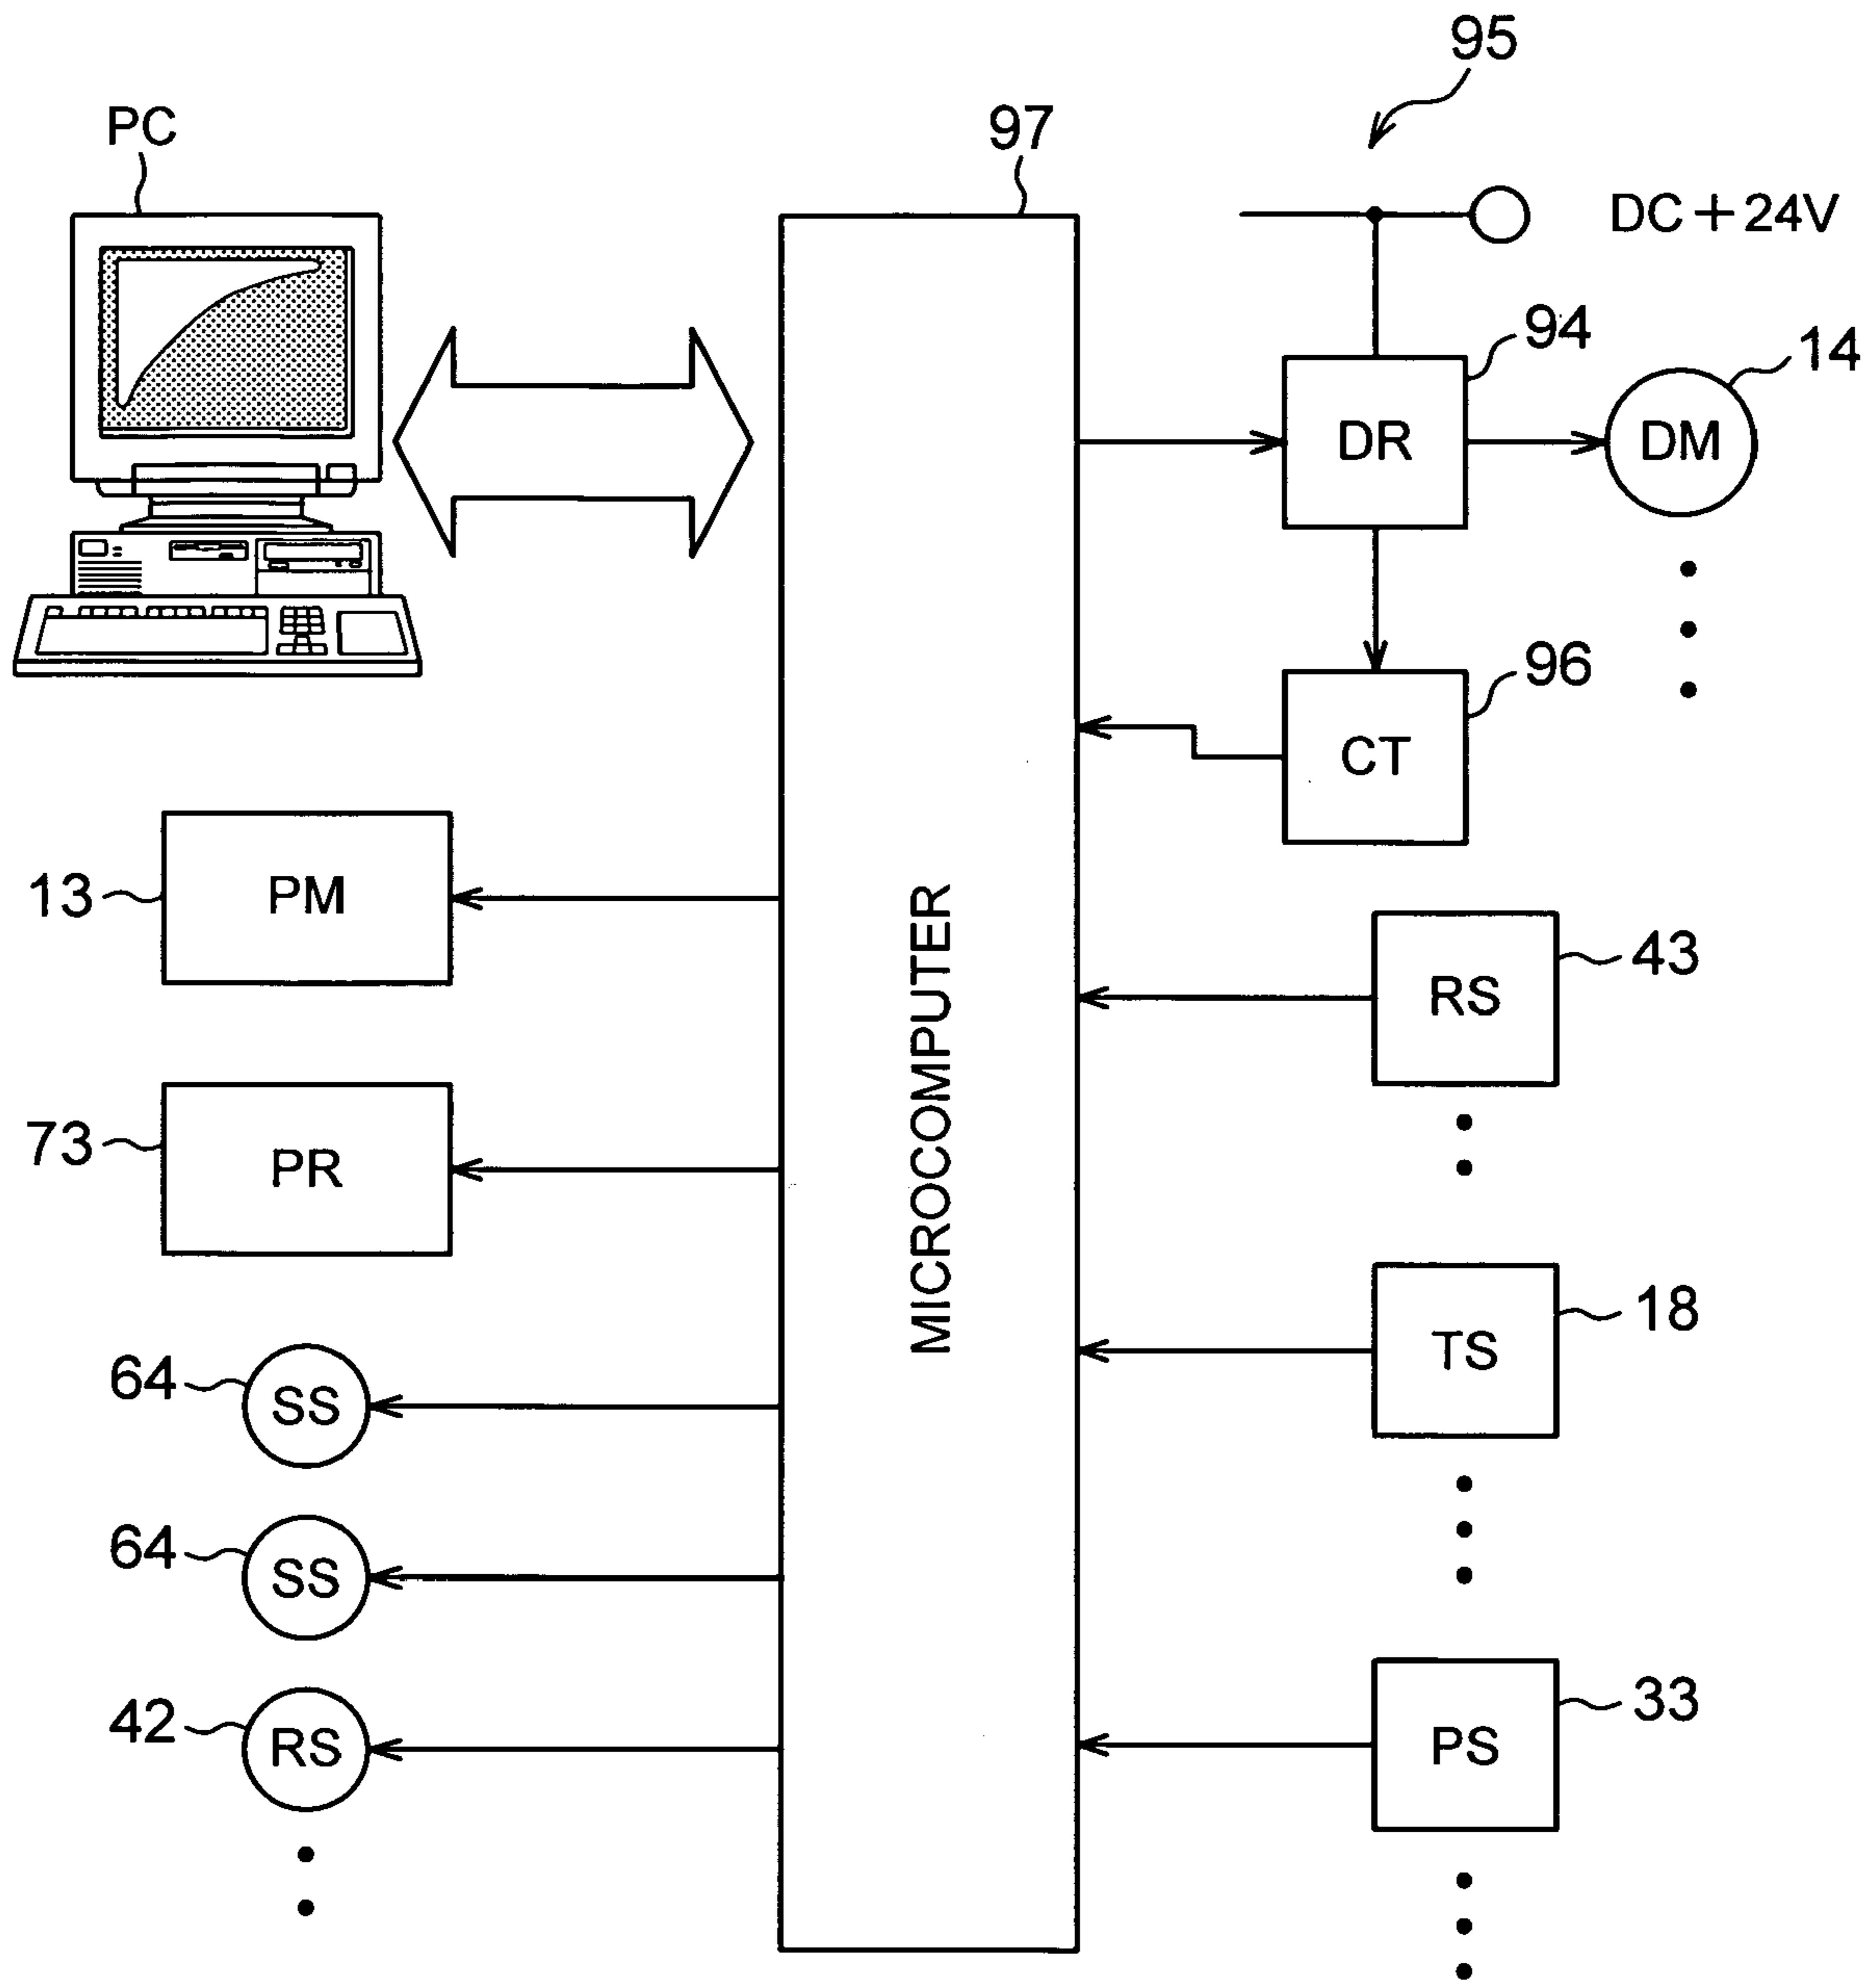 95
PC
97
DC+24V
94
14
DR
DM
96
CT
13
PM
43
RS
MICROCOMPUTER
73
PR
18
TS
64
SS
64
SS
33
PS
42
RS